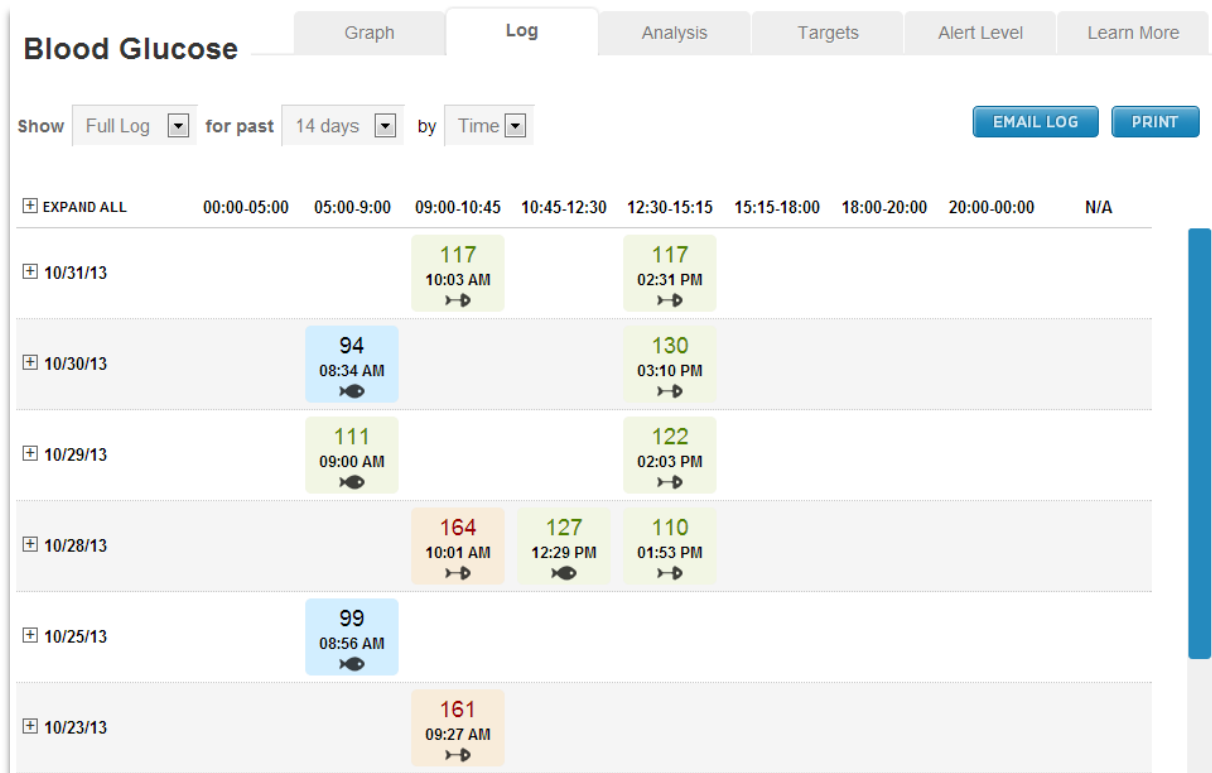 Blood Glucose
Graph Log Analysis Targets Alert Level Learn More
Show Full Log for past 14 days by Time EMAIL LOG PRINT
EXPAND ALL 00:00-05:00 05:00-9:00 09:00-10:45 10:45-12:30 12:30-15:15 15:15-18:00 18:00-20:00 20:00-00:00 N/A
117 117
10/31/13 10:03 AM 02:31 PM
94 130
10/30/13 08:34 AM 03:10 PM
111 122
10/29/13 09:00 AM 02:03 PM
164 127 110
10/28/13 10:01 AM 12:29 PM 01:53 PM
99
10/25/13 08:56 AM
161
10/23/13 09:27 AM